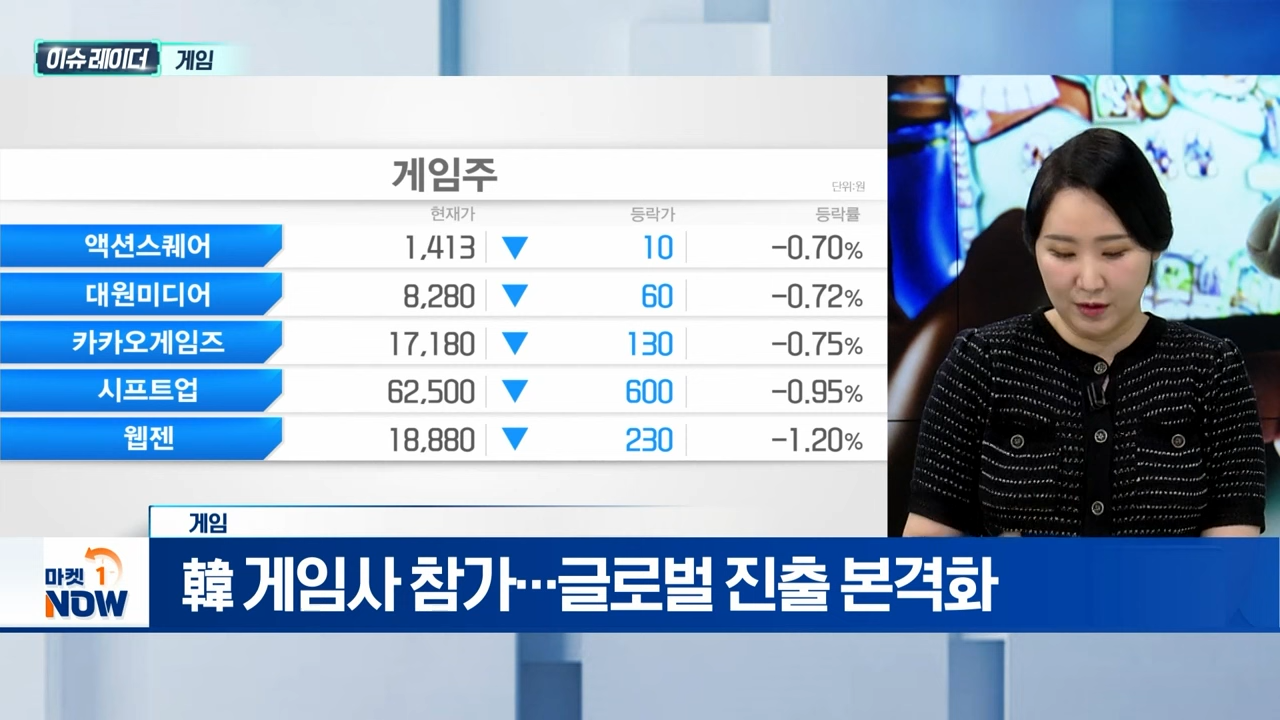 이슈 레이더 게임
게임주
단위:원
현재가 등락가 등락률
액션스퀘어 1,413 ▼ 10 -0.70%
대원미디어 8,280 ▼ 60 -0.72%
카카오게임즈 17,180 ▼ 130 -0.75%
시프트업 62,500 ▼ 600 -0.95%
웹젠 18,880 ▼ 230 -1.20%
게임
마켓 1
NOW
韓 게임사 참가…글로벌 진출 본격화